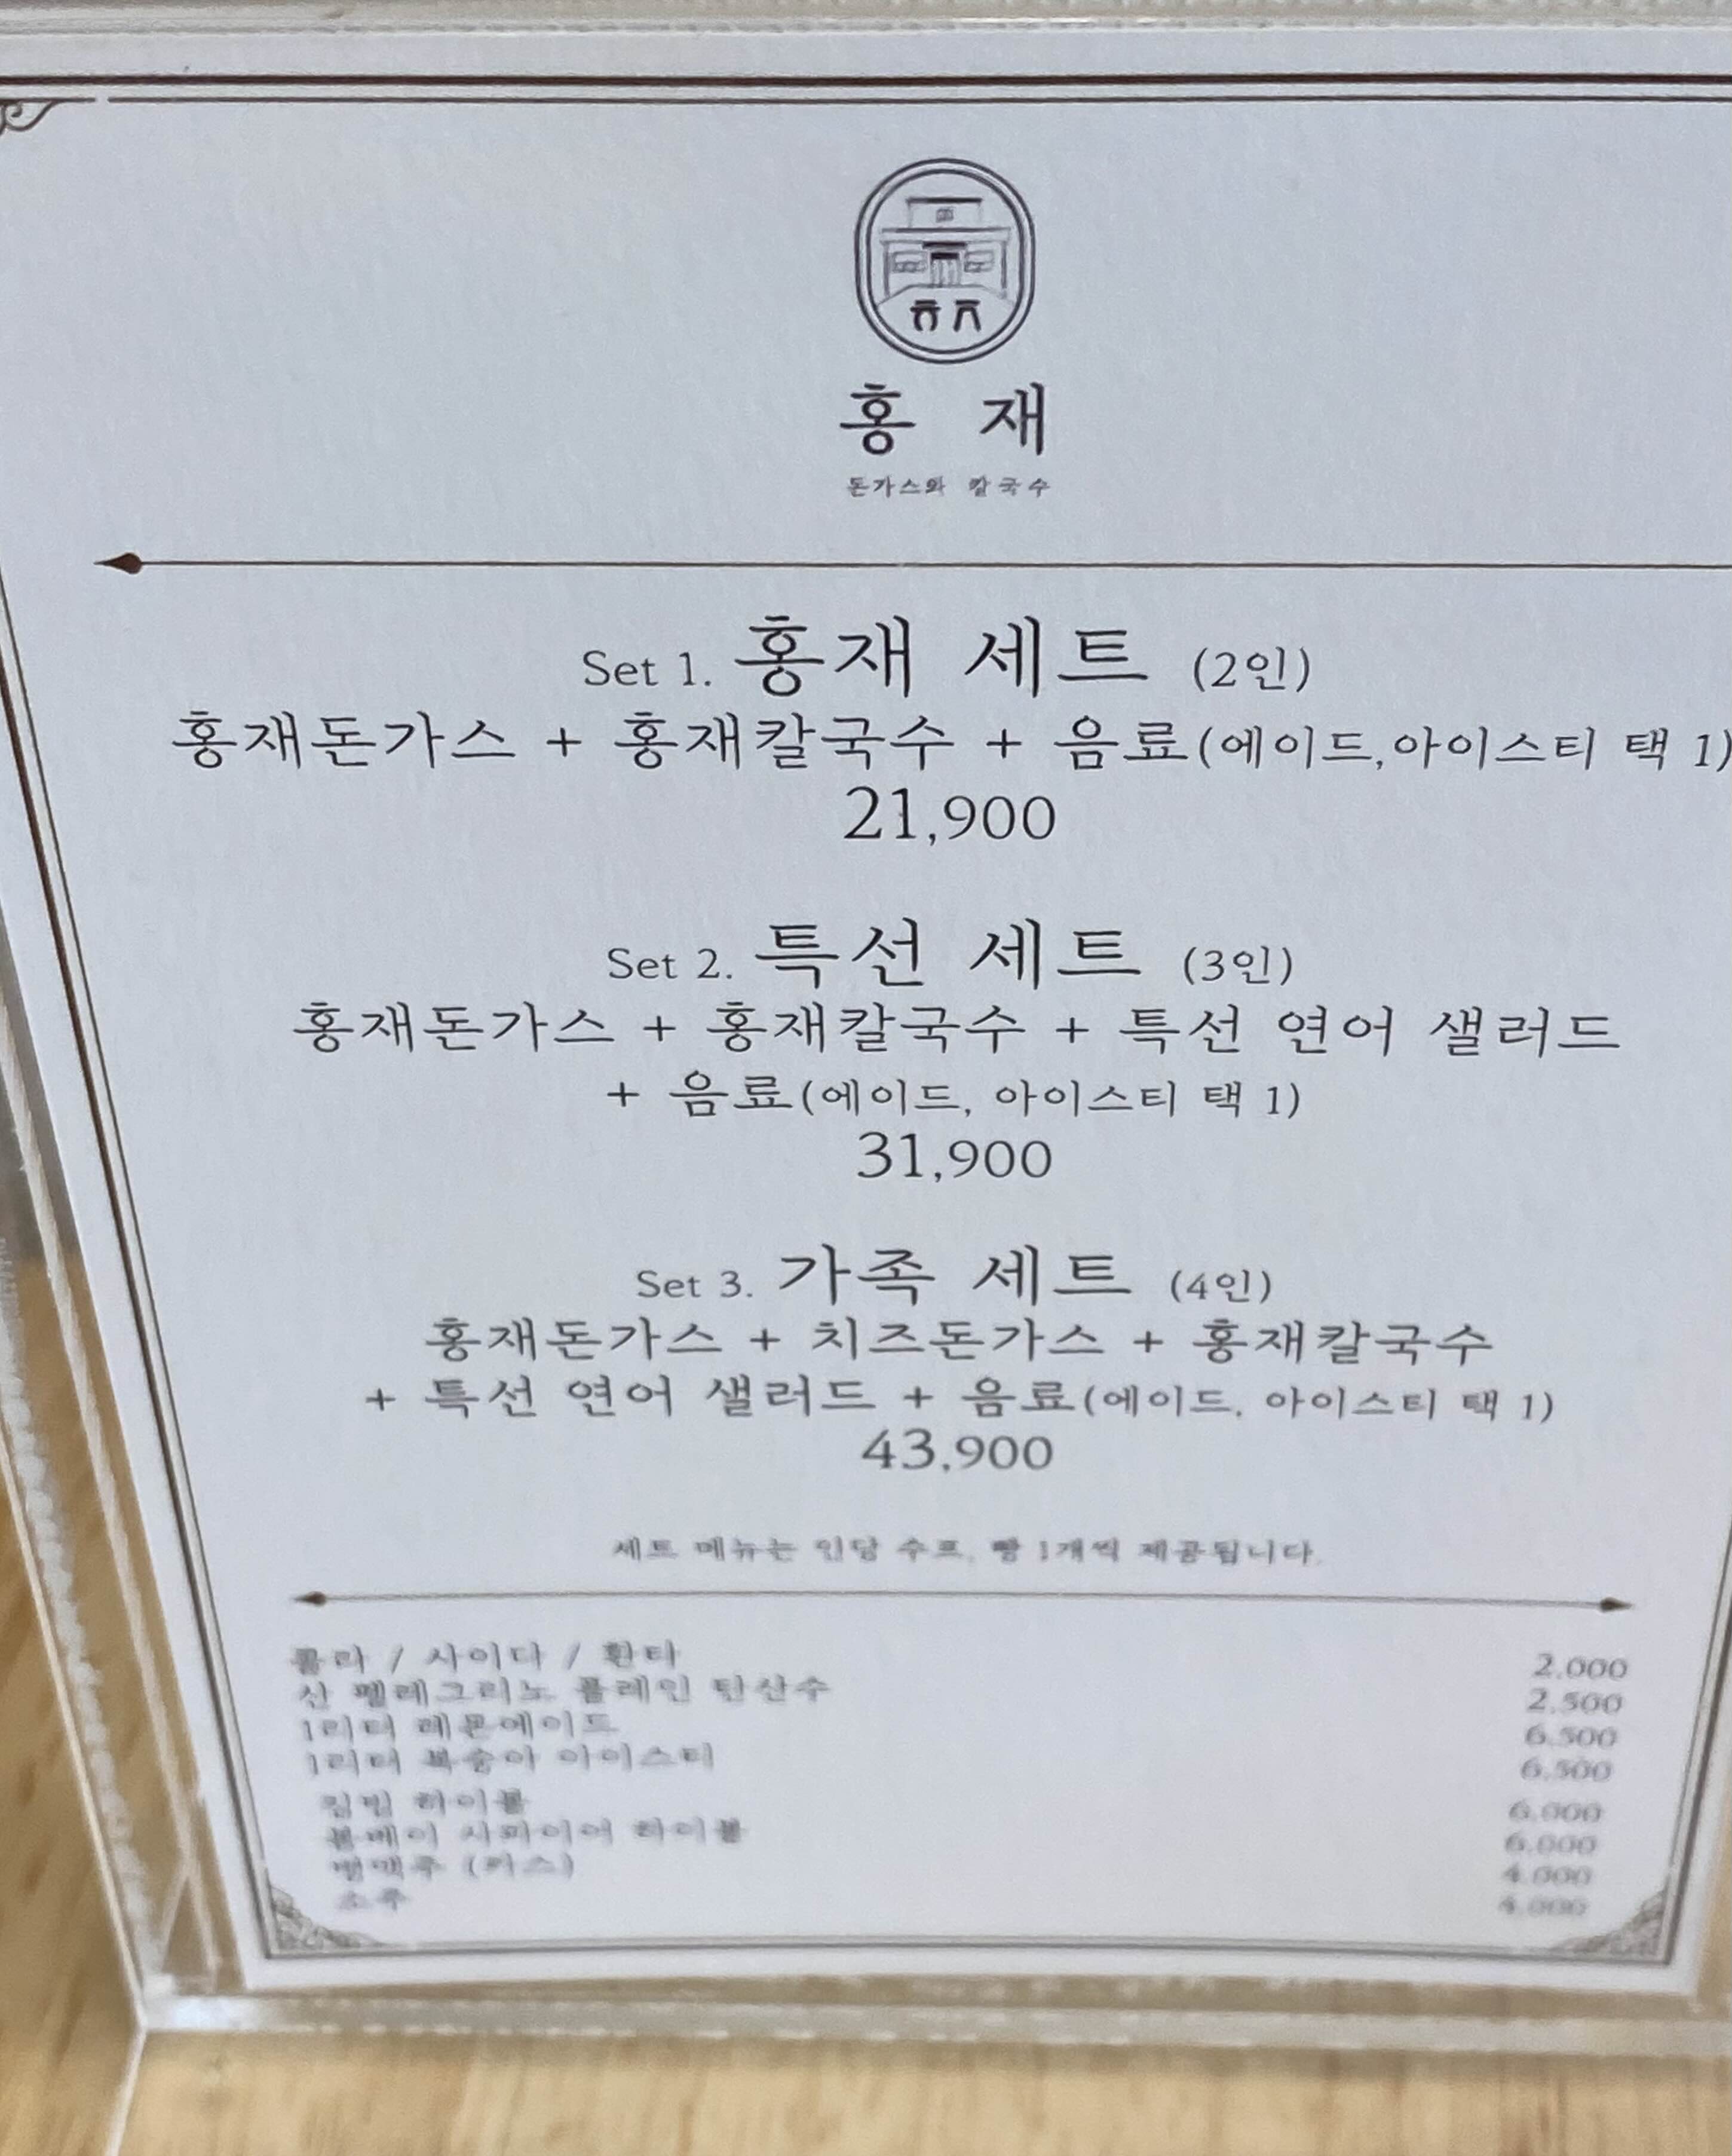 홍재
돈가스와 칼국수
Set 1. 홍재 세트 (2인)
홍재돈가스 + 홍재칼국수 + 음료(에이드,아이스티 택 1)
21,900
Set 2. 특선 세트 (3인)
홍재돈가스 + 홍재칼국수 + 특선 연어 샐러드
+ 음료(에이드, 아이스티 택 1)
31,900
Set 3. 가족 세트 (4인)
홍재돈가스 + 치즈돈가스 + 홍재칼국수
+ 특선 연어 샐러드 + 음료(에이드, 아이스티 택 1)
43,900
세트 메뉴는 인당 수프, 빵 1개씩 제공됩니다.
콜라 / 사이다 / 환타 2,000
산 펠레그리노 플레인 탄산수 2,500
1리터 레몬에이드 6,500
1리터 복숭아 아이스티 6,500
짐빔 하이볼 6,000
봄베이 사파이어 하이볼 6,000
병맥주 (카스) 4,000
소주 4,000